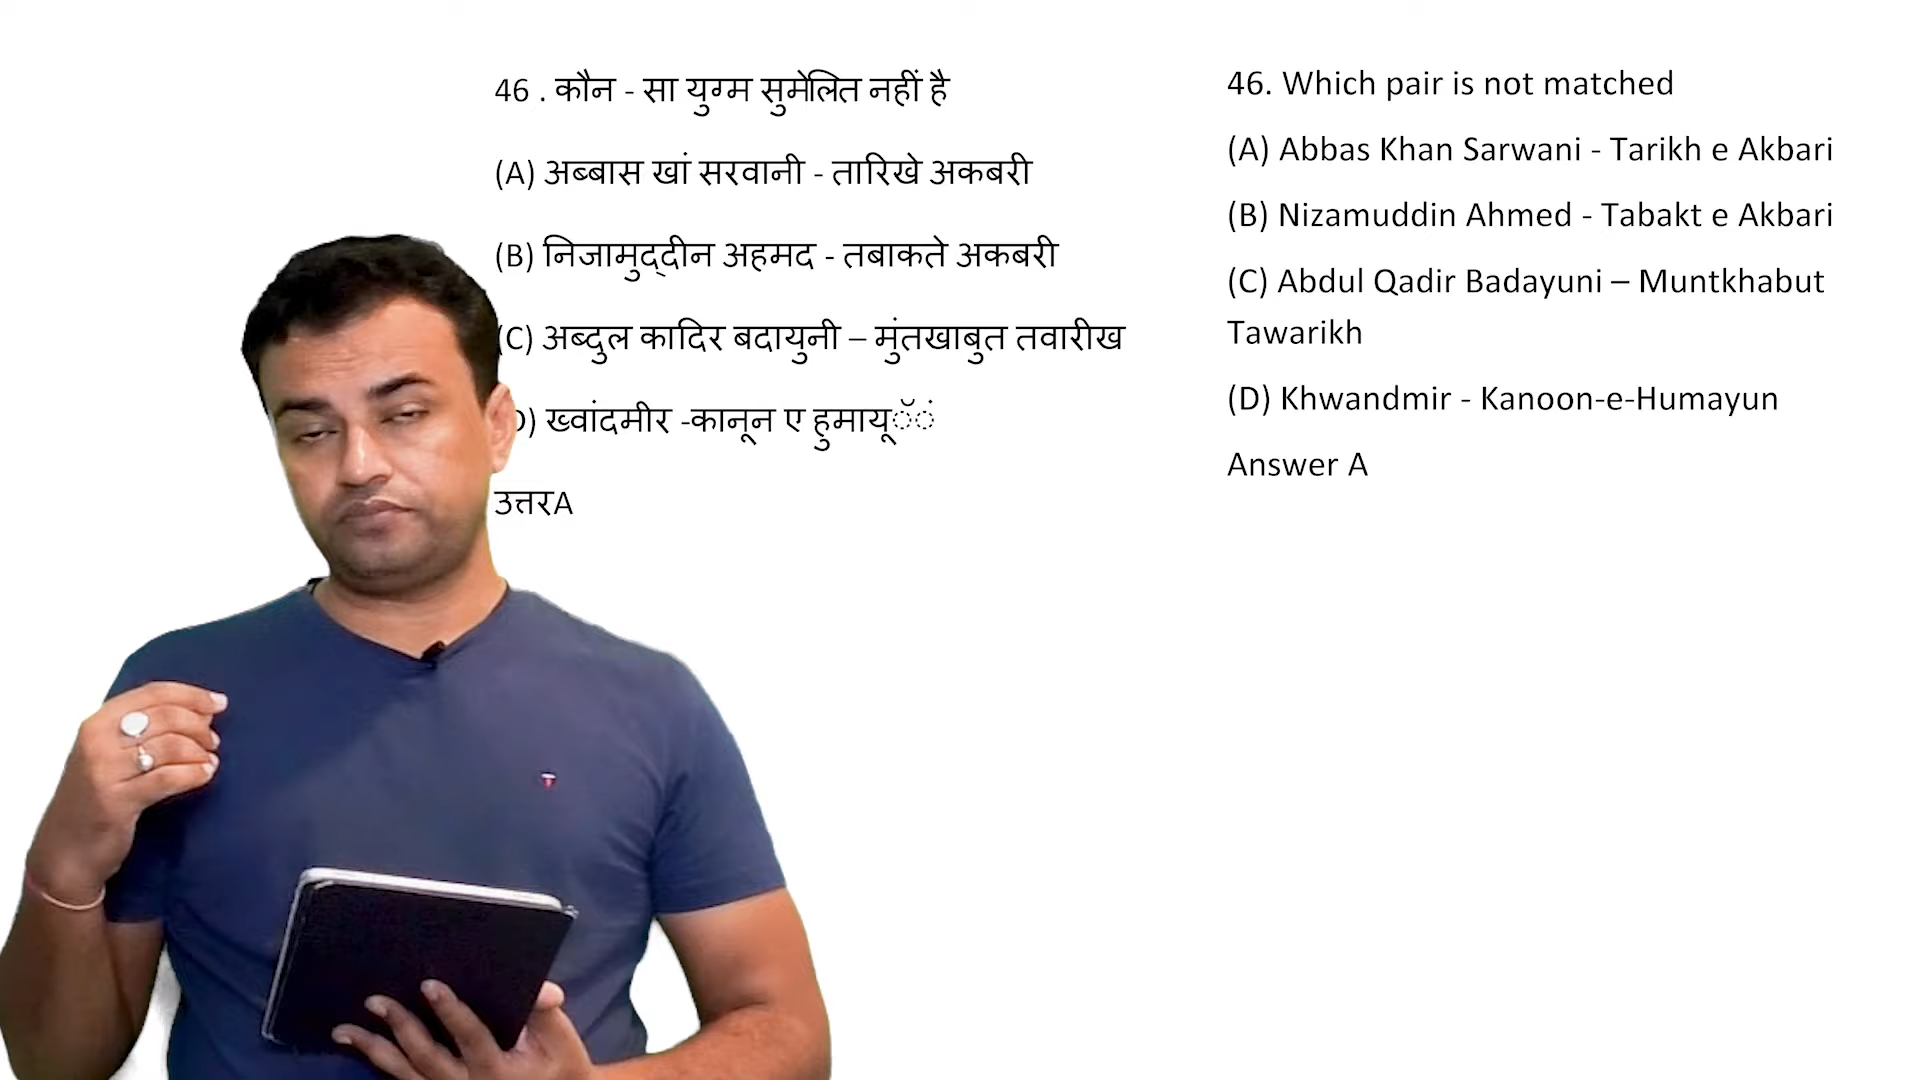 46 . कौन - सा युग्म सुमेलित नहीं है
(A) अब्बास खां सरवानी - तारिखे अकबरी
(B) निजामुद्दीन अहमद - तबाकते अकबरी
(C) अब्दुल कादिर बदायुनी – मुंतखाबुत तवारीख
D) ख्वांदमीर -कानून ए हुमायूॅं
उत्तरA
46. Which pair is not matched
(A) Abbas Khan Sarwani - Tarikh e Akbari
(B) Nizamuddin Ahmed - Tabakt e Akbari
(C) Abdul Qadir Badayuni – Muntkhabut
Tawarikh
(D) Khwandmir - Kanoon-e-Humayun
Answer A